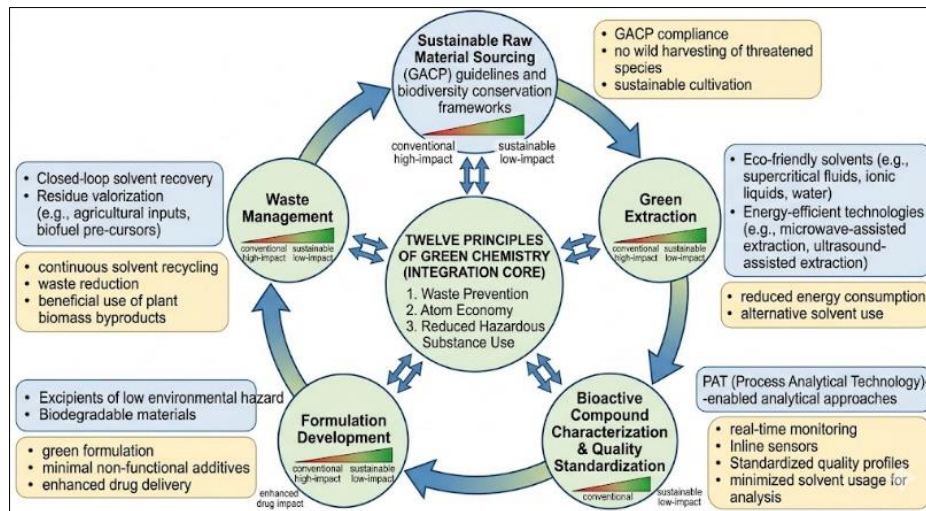 Sustainable Raw
Material Sourcing
(GACP) guidelines and
biodiversity conservation
frameworks
conventional
high-impact
sustainable
low-impact
• GACP compliance
• no wild harvesting of threatened
species
• sustainable cultivation
Green
Extraction
conventional
high-impact
sustainable
low-impact
• Eco-friendly solvents (e.g.,
supercritical fluids, ionic
liquids, water)
• Energy-efficient technologies
(e.g., microwave-assisted
extraction, ultrasound-
assisted extraction)
• reduced energy consumption
• alternative solvent use
Bioactive
Compound
Characterization
& Quality
Standardization
conventional
sustainable
low-impact
PAT (Process Analytical Technology)
-enabled analytical approaches
• real-time monitoring
• Inline sensors
• Standardized quality profiles
• minimized solvent usage for
analysis
Formulation
Development
conventional
high-impact
sustainable
low-impact
enhanced
drug impact
• Excipients of low environmental hazard
• Biodegradable materials
• green formulation
• minimal non-functional additives
• enhanced drug delivery
Waste
Management
conventional
high-impact
sustainable
low-impact
• Closed-loop solvent recovery
• Residue valorization
(e.g., agricultural inputs,
biofuel pre-cursors)
• continuous solvent recycling
• waste reduction
• beneficial use of plant
biomass byproducts
TWELVE PRINCIPLES
OF GREEN CHEMISTRY
(INTEGRATION CORE)
1. Waste Prevention
2. Atom Economy
3. Reduced Hazardous
Substance Use